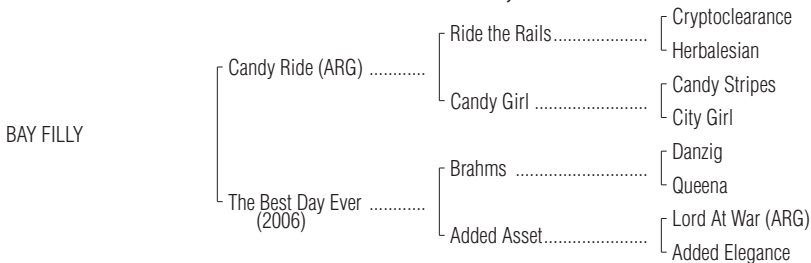 Cryptoclearance
Ride the Rails....................
Herbalesian
Candy Ride (ARG) ............
Candy Stripes
Candy Girl ........................
City Girl
BAY FILLY
Danzig
Brahms ............................
Queena
The Best Day Ever ............
(2006)
Lord At War (ARG)
Added Asset......................
Added Elegance